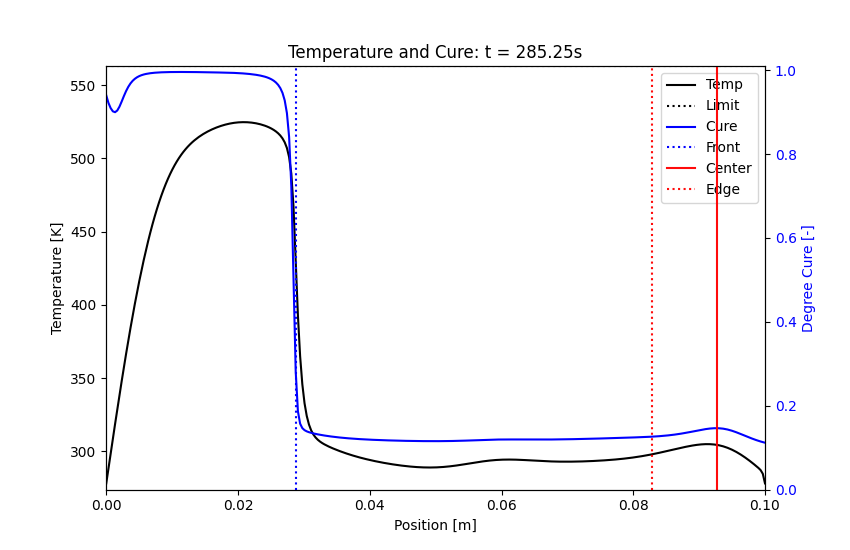 Temperature and Cure: t = 285.25s
550
500
450
400
350
300
Temperature [K]
1.0
0.8
0.6
0.4
0.2
0.0
Degree Cure [-]
Temp
Limit
Cure
Front
Center
Edge
0.00
0.02
0.04
0.06
0.08
0.10
Position [m]